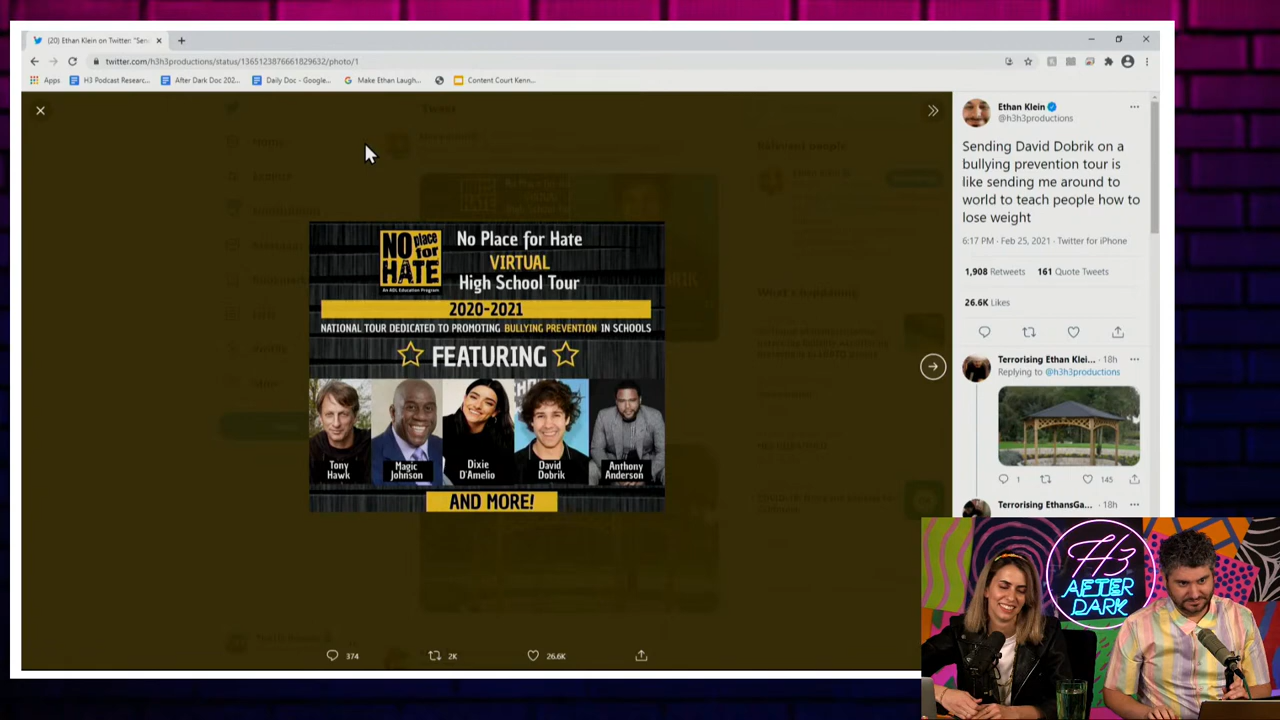 (20) Ethan Klein on Twitter: "Sen
twitter.com/h3h3productions/status/1365123876661829632/photo/1
Apps
H3 Podcast Researc...
After Dark Doc 202...
Daily Doc - Google...
Make Ethan Laugh...
Content Court Kenn...
NO place for HATE
An ADL Education Program
No Place for Hate
VIRTUAL
High School Tour
2020-2021
NATIONAL TOUR DEDICATED TO PROMOTING BULLYING PREVENTION IN SCHOOLS
FEATURING
Tony Hawk
Magic Johnson
Dixie D'Amelio
David Dobrik
Anthony Anderson
AND MORE!
374
2K
26.6K
Ethan Klein
@h3h3productions
Sending David Dobrik on a
bullying prevention tour is
like sending me around to
world to teach people how to
lose weight
6:17 PM · Feb 25, 2021 · Twitter for iPhone
1,908 Retweets 161 Quote Tweets
26.6K Likes
Terrorising Ethan Klei... · 18h
Replying to @h3h3productions
1
145
Terrorising EthansGa... · 18h
H3
AFTER
DARK